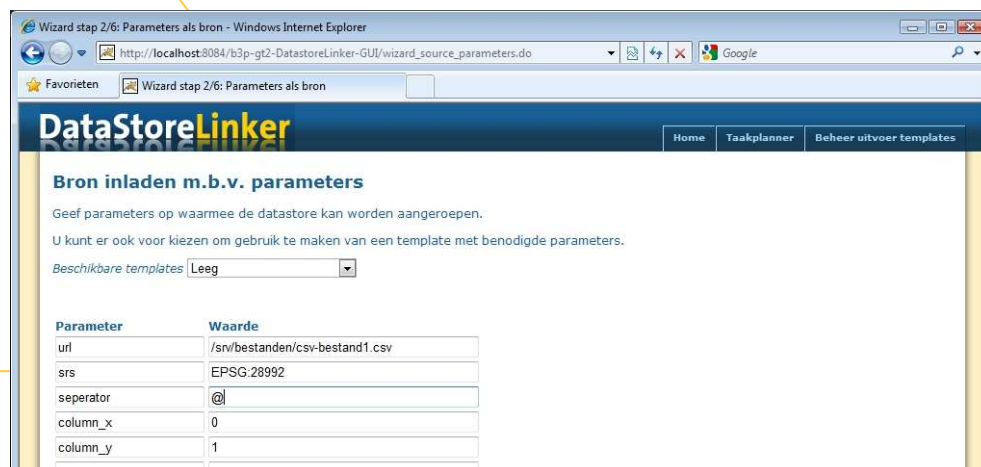 Wizard stap 2/6: Parameters als bron - Windows Internet Explorer
http://localhost:8084/b3p-gt2-DatastoreLinker-GUI/wizard_source_parameters.do
Google
Favorieten
Wizard stap 2/6: Parameters als bron
DataStoreLinker
Home Taakplanner Beheer uitvoer templates
Bron inladen m.b.v. parameters
Geef parameters op waarmee de datastore kan worden aangeroepen.
U kunt er ook voor kiezen om gebruik te maken van een template met benodigde parameters.
Beschikbare templates Leeg
Parameter Waarde
url /srv/bestanden/csv-bestand1.csv
srs EPSG:28992
seperator @
column_x 0
column_y 1